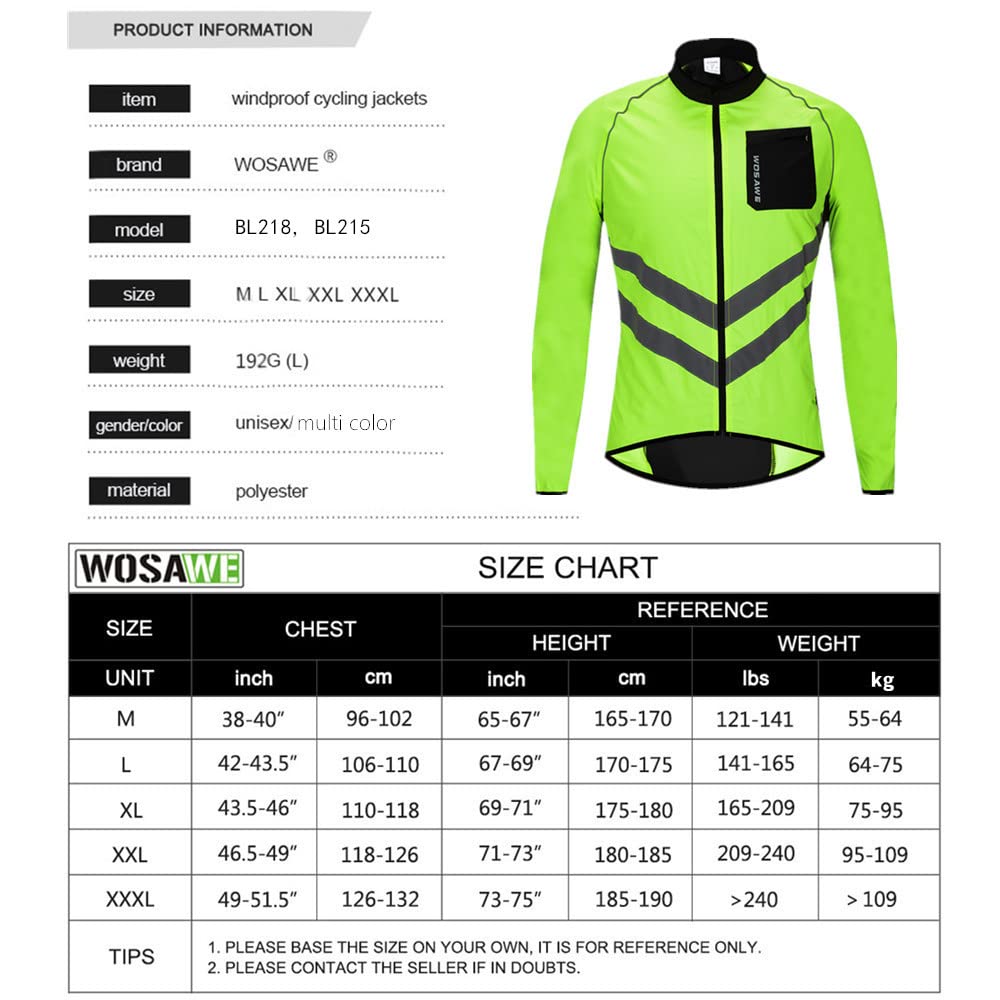 PRODUCT INFORMATION
item windproof cycling jackets
brand WOSAWE ®
model BL218, BL215
size M L XL XXL XXXL
weight 192G (L)
gender/color unisex/multi color
material polyester
WOSAWE
WOSAWE SIZE CHART
SIZE CHEST REFERENCE
HEIGHT WEIGHT
UNIT inch cm inch cm lbs kg
M 38-40" 96-102 65-67" 165-170 121-141 55-64
L 42-43.5" 106-110 67-69" 170-175 141-165 64-75
XL 43.5-46" 110-118 69-71" 175-180 165-209 75-95
XXL 46.5-49" 118-126 71-73" 180-185 209-240 95-109
XXXL 49-51.5" 126-132 73-75" 185-190 >240 >109
TIPS 1. PLEASE BASE THE SIZE ON YOUR OWN, IT IS FOR REFERENCE ONLY.
2. PLEASE CONTACT THE SELLER IF IN DOUBTS.